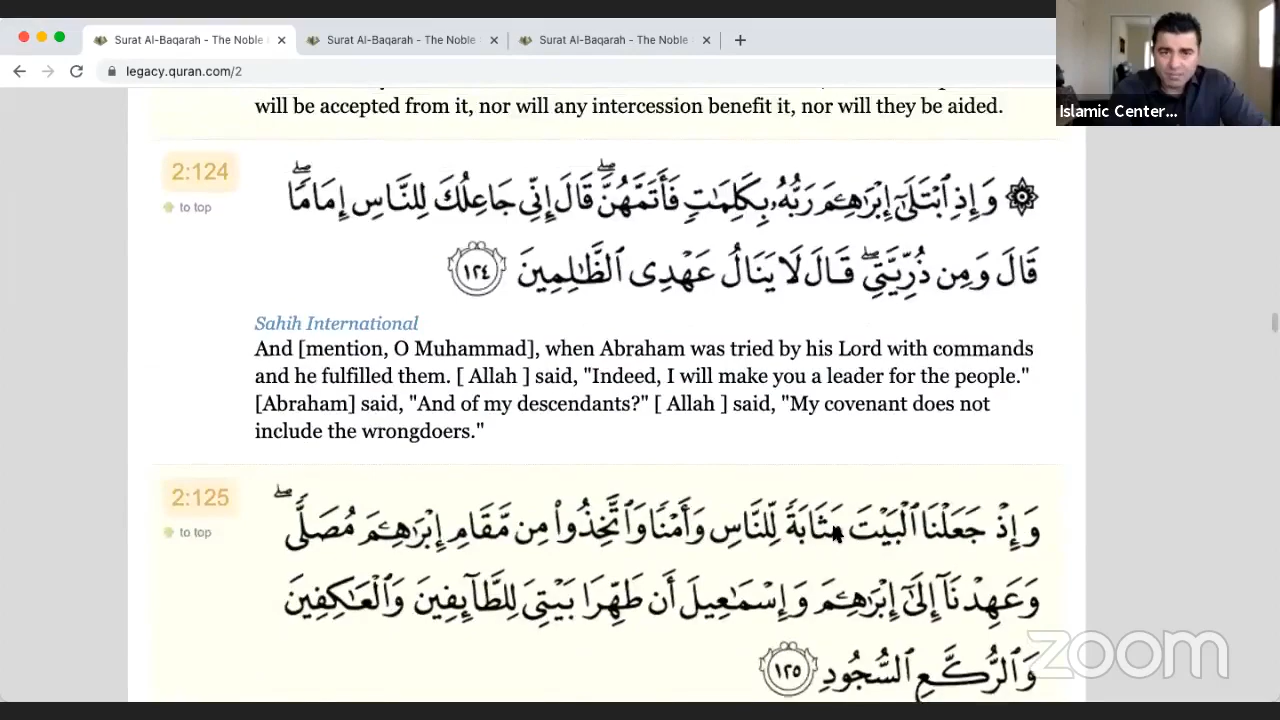 Surat Al-Baqarah - The Noble
Surat Al-Baqarah - The Noble
Surat Al-Baqarah - The Noble
legacy.quran.com/2
Islamic Center...
will be accepted from it, nor will any intercession benefit it, nor will they be aided.
2:124
to top
۞ وَإِذِ ٱبْتَلَىٰٓ إِبْرَٰهِـۧمَ رَبُّهُۥ بِكَلِمَـٰتٍ فَأَتَمَّهُنَّ ۖ قَالَ إِنِّى جَاعِلُكَ لِلنَّاسِ إِمَامًا ۖ
قَالَ وَمِن ذُرِّيَّتِى ۖ قَالَ لَا يَنَالُ عَهْدِى ٱلظَّـٰلِمِينَ ١٢٤
Sahih International
And [mention, O Muhammad], when Abraham was tried by his Lord with commands
and he fulfilled them. [ Allah ] said, "Indeed, I will make you a leader for the people."
[Abraham] said, "And of my descendants?" [ Allah ] said, "My covenant does not
include the wrongdoers."
2:125
to top
وَإِذْ جَعَلْنَا ٱلْبَيْتَ مَثَابَةً لِّلنَّاسِ وَأَمْنًا وَٱتَّخِذُوا۟ مِن مَّقَامِ إِبْرَٰهِـۧمَ مُصَلًّى ۖ
وَعَهِدْنَآ إِلَىٰٓ إِبْرَٰهِـۧمَ وَإِسْمَـٰعِيلَ أَن طَهِّرَا بَيْتِىَ لِلطَّآئِفِينَ وَٱلْعَـٰكِفِينَ
وَٱلرُّكَّعِ ٱلسُّجُودِ ١٢٥
zoom